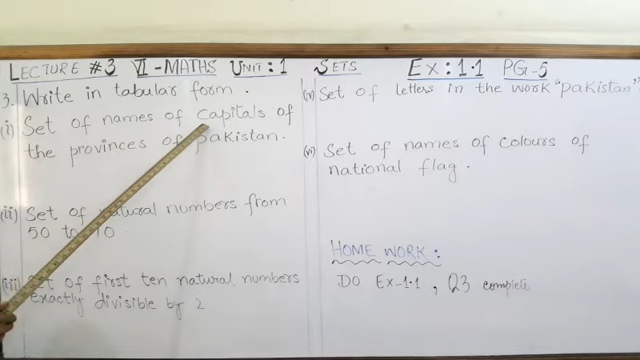 LECTURE #3 VI-MATHS UNIT:1 SETS EX:1.1 PG-5
3. Write in tabular form.
(i) Set of names of capitals of
the provinces of pakistan.
(ii) Set of natural numbers from
50 to
(iii) Set of first ten natural numbers
exactly divisible by 2
(iv) Set of letters in the work "pakistan".
(v) Set of names of colours of
national flag.
HOME WORK:
DO Ex-1.1, Q3 complete